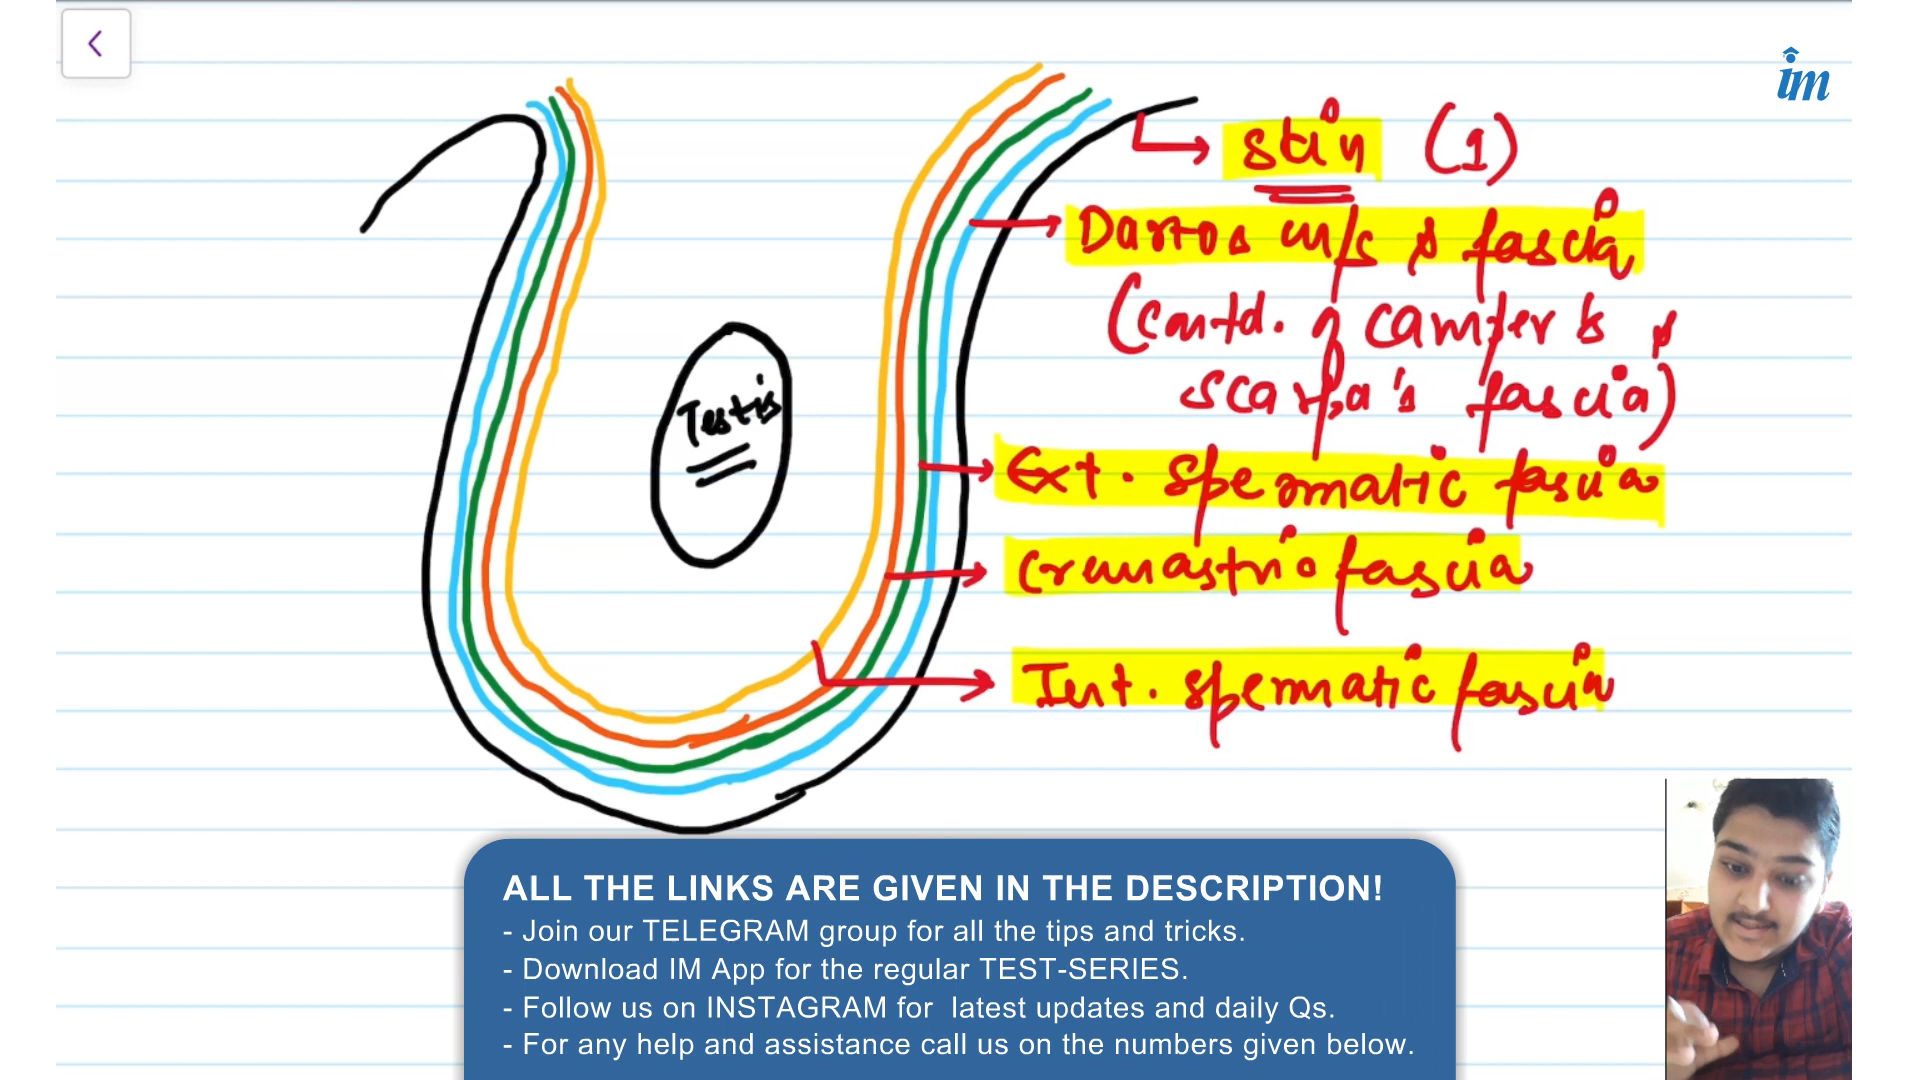 im
skin (1)
Dartos m/s & fascia
(contd. of camper's &
scarpa's fascia)
Testis
Ext. spermatic fascia
Cremastric fascia
Int. spermatic fascia
ALL THE LINKS ARE GIVEN IN THE DESCRIPTION!
- Join our TELEGRAM group for all the tips and tricks.
- Download IM App for the regular TEST-SERIES.
- Follow us on INSTAGRAM for latest updates and daily Qs.
- For any help and assistance call us on the numbers given below.